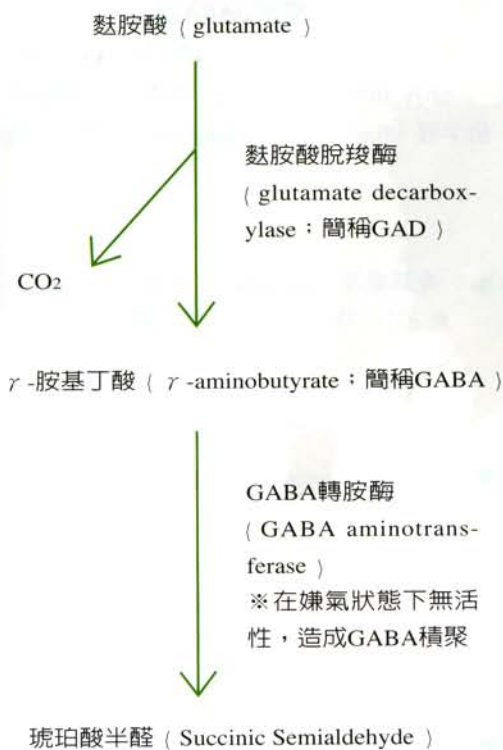 麩胺酸（glutamate）
麩胺酸脫羧酶
（glutamate decarbox-
ylase：簡稱GAD）
CO2
γ-胺基丁酸（γ-aminobutyrate：簡稱GABA）
GABA轉胺酶
（GABA aminotrans-
ferase）
※在嫌氣狀態下無活
性，造成GABA積聚
琥珀酸半醛（Succinic Semialdehyde）